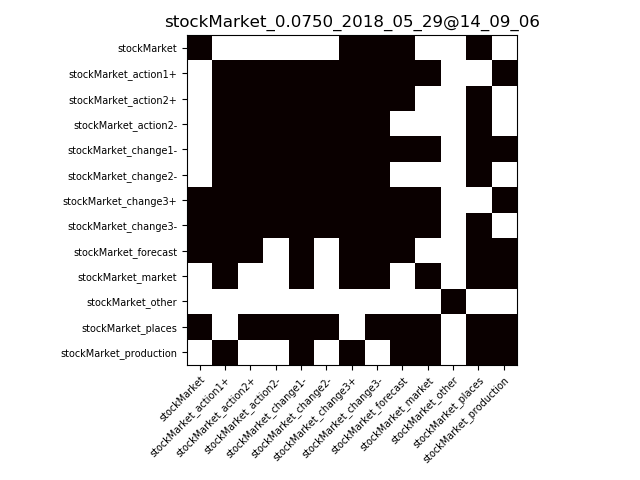 stockMarket_0.0750_2018_05_29@14_09_06
stockMarket
stockMarket_action1+
stockMarket_action2+
stockMarket_action2-
stockMarket_change1-
stockMarket_change2-
stockMarket_change3+
stockMarket_change3-
stockMarket_forecast
stockMarket_market
stockMarket_other
stockMarket_places
stockMarket_production
stockMarket
stockMarket_action1+
stockMarket_action2+
stockMarket_action2-
stockMarket_change1-
stockMarket_change2-
stockMarket_change3+
stockMarket_change3-
stockMarket_forecast
stockMarket_market
stockMarket_other
stockMarket_places
stockMarket_production